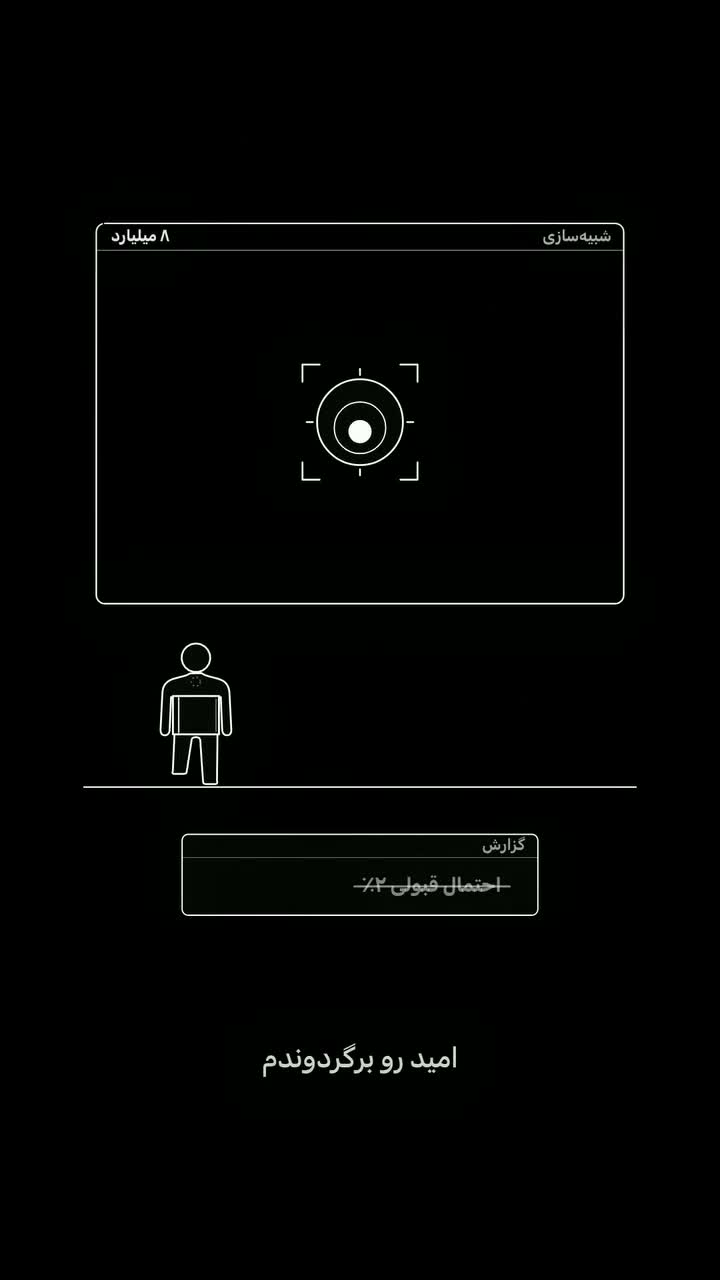 شبیه‌سازی
۸ میلیارد
گزارش
احتمال قبولی ۲٪
امید رو برگردوندم